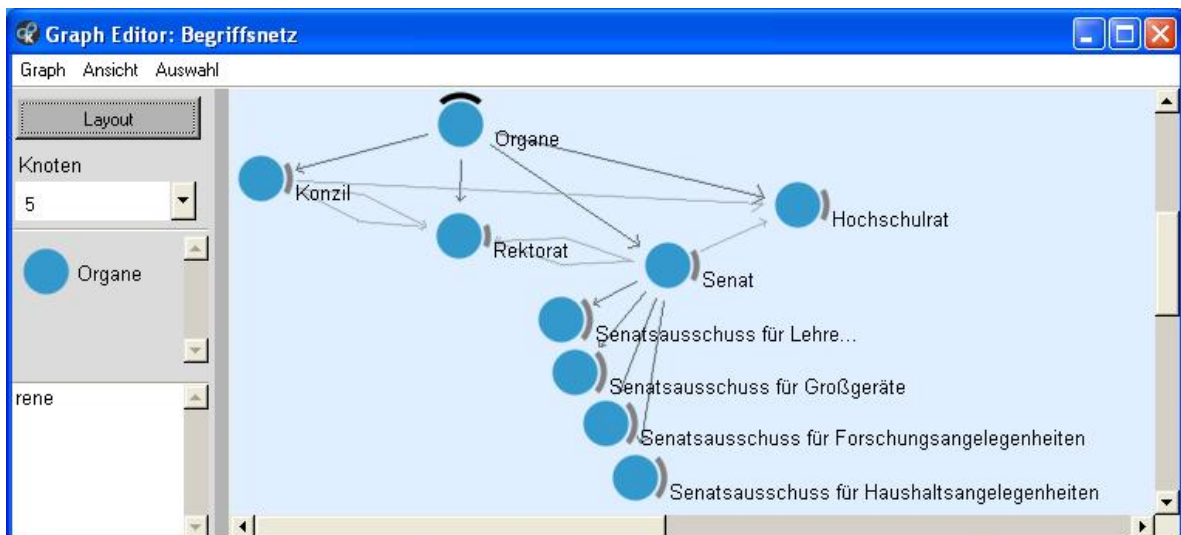 Graph Editor: Begriffsnetz
Graph Ansicht Auswahl
Layout
Knoten
5
Organe
rene
Organe
Konzil
Hochschulrat
Rektorat
Senat
Senatsausschuss für Lehre...
Senatsausschuss für Großgeräte
Senatsausschuss für Forschungsangelegenheiten
Senatsausschuss für Haushaltsangelegenheiten